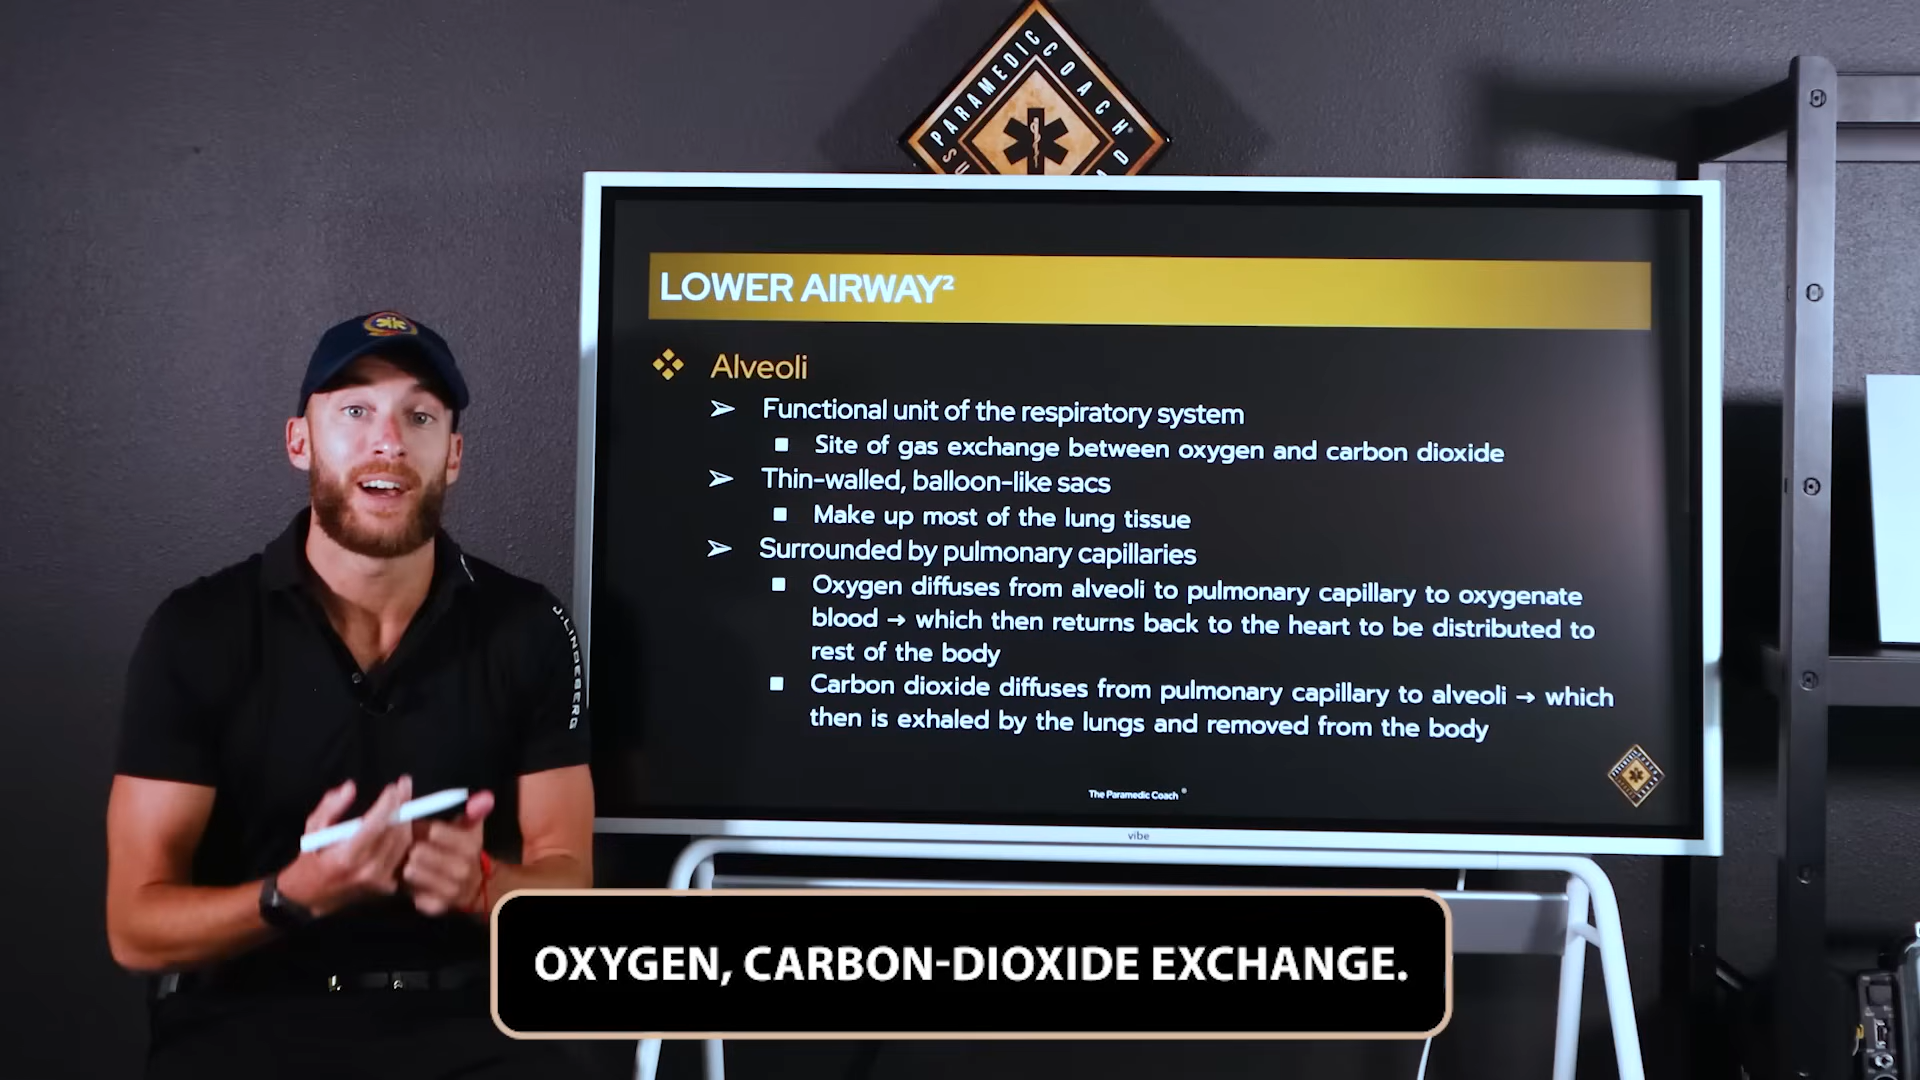 PARAMEDIC COACH
LOWER AIRWAY²
Alveoli
Functional unit of the respiratory system
Site of gas exchange between oxygen and carbon dioxide
Thin-walled, balloon-like sacs
Make up most of the lung tissue
Surrounded by pulmonary capillaries
Oxygen diffuses from alveoli to pulmonary capillary to oxygenate
blood → which then returns back to the heart to be distributed to
rest of the body
Carbon dioxide diffuses from pulmonary capillary to alveoli → which
then is exhaled by the lungs and removed from the body
The Paramedic Coach ®
vibe
J.LINDEBERG
OXYGEN, CARBON-DIOXIDE EXCHANGE.